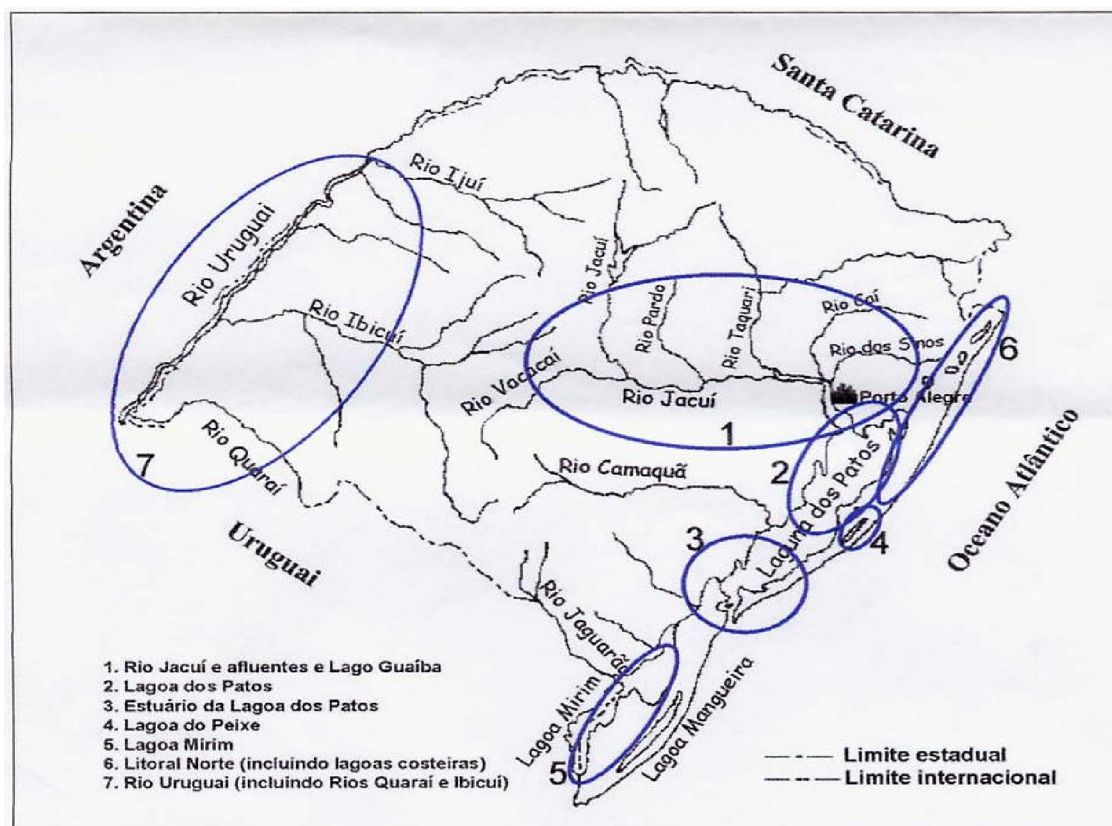 Santa Catarina
Argentina
Rio Ijuí
Rio Uruguai
Rio Jacuí
Rio Pardo
Rio Taquari
Rio Caí
Rio dos Sinos
6
Rio Ibicuí
Rio Vacacaí
Rio Jacuí
Porto Alegre
1
7
Rio Quaraí
Rio Camaquã
2
Laguna dos Patos
Oceano Atlântico
4
3
Uruguai
Rio Jaguarão
Lagoa Mirim
Lagoa Mangueira
5
1. Rio Jacuí e afluentes e Lago Guaíba
2. Lagoa dos Patos
3. Estuário da Lagoa dos Patos
4. Lagoa do Peixe
5. Lagoa Mirim
6. Litoral Norte (incluindo lagoas costeiras)
7. Rio Uruguai (incluindo Rios Quaraí e Ibicuí)
Limite estadual
Limite internacional